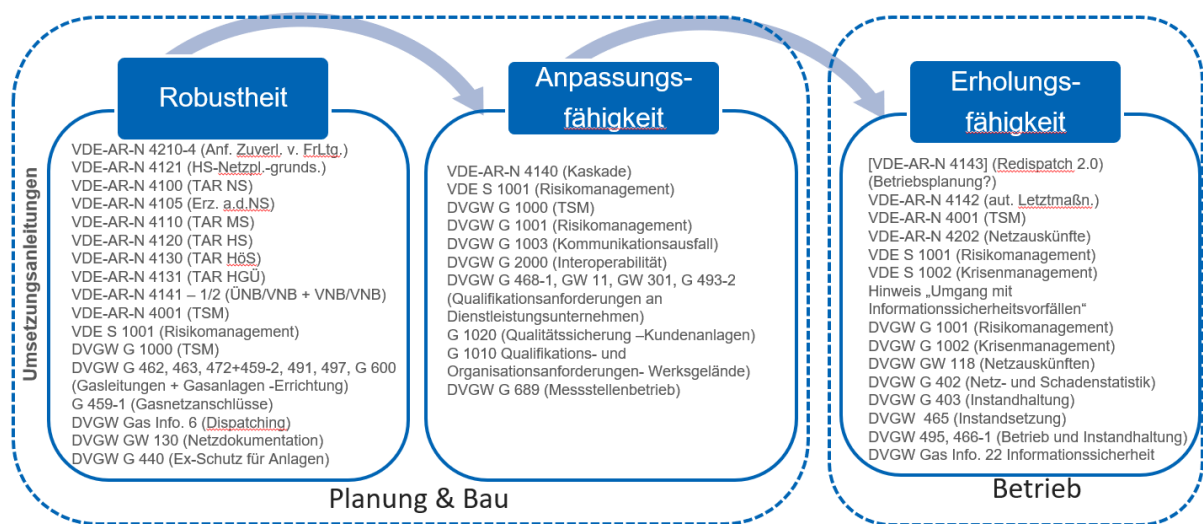 Umsetzungsanleitungen
Robustheit
VDE-AR-N 4210-4 (Anf. Zuverl. v. FrLtg.)
VDE-AR-N 4121 (HS-Netzpl.-grunds.)
VDE-AR-N 4100 (TAR NS)
VDE-AR-N 4105 (Erz. a.d.NS)
VDE-AR-N 4110 (TAR MS)
VDE-AR-N 4120 (TAR HS)
VDE-AR-N 4130 (TAR HöS)
VDE-AR-N 4131 (TAR HGÜ)
VDE-AR-N 4141 – 1/2 (ÜNB/VNB + VNB/VNB)
VDE-AR-N 4001 (TSM)
VDE S 1001 (Risikomanagement)
DVGW G 1000 (TSM)
DVGW G 462, 463, 472+459-2, 491, 497, G 600
(Gasleitungen + Gasanlagen -Errichtung)
G 459-1 (Gasnetzanschlüsse)
DVGW Gas Info. 6 (Dispatching)
DVGW GW 130 (Netzdokumentation)
DVGW G 440 (Ex-Schutz für Anlagen)
Anpassungs-
fähigkeit
VDE-AR-N 4140 (Kaskade)
VDE S 1001 (Risikomanagement)
DVGW G 1000 (TSM)
DVGW G 1001 (Risikomanagement)
DVGW G 1003 (Kommunikationsausfall)
DVGW G 2000 (Interoperabilität)
DVGW G 468-1, GW 11, GW 301, G 493-2
(Qualifikationsanforderungen an
Dienstleistungsunternehmen)
G 1020 (Qualitätssicherung –Kundenanlagen)
G 1010 Qualifikations- und
Organisationsanforderungen- Werksgelände)
DVGW G 689 (Messstellenbetrieb)
Planung & Bau
Erholungs-
fähigkeit
[VDE-AR-N 4143] (Redispatch 2.0)
(Betriebsplanung?)
VDE-AR-N 4142 (aut. Letztmaßn.)
VDE-AR-N 4001 (TSM)
VDE-AR-N 4202 (Netzauskünfte)
VDE S 1001 (Risikomanagement)
VDE S 1002 (Krisenmanagement)
Hinweis „Umgang mit
Informationssicherheitsvorfällen“
DVGW G 1001 (Risikomanagement)
DVGW G 1002 (Krisenmanagement)
DVGW GW 118 (Netzauskünften)
DVGW G 402 (Netz- und Schadenstatistik)
DVGW G 403 (Instandhaltung)
DVGW  465 (Instandsetzung)
DVGW 495, 466-1 (Betrieb und Instandhaltung)
DVGW Gas Info. 22 Informationssicherheit
Betrieb